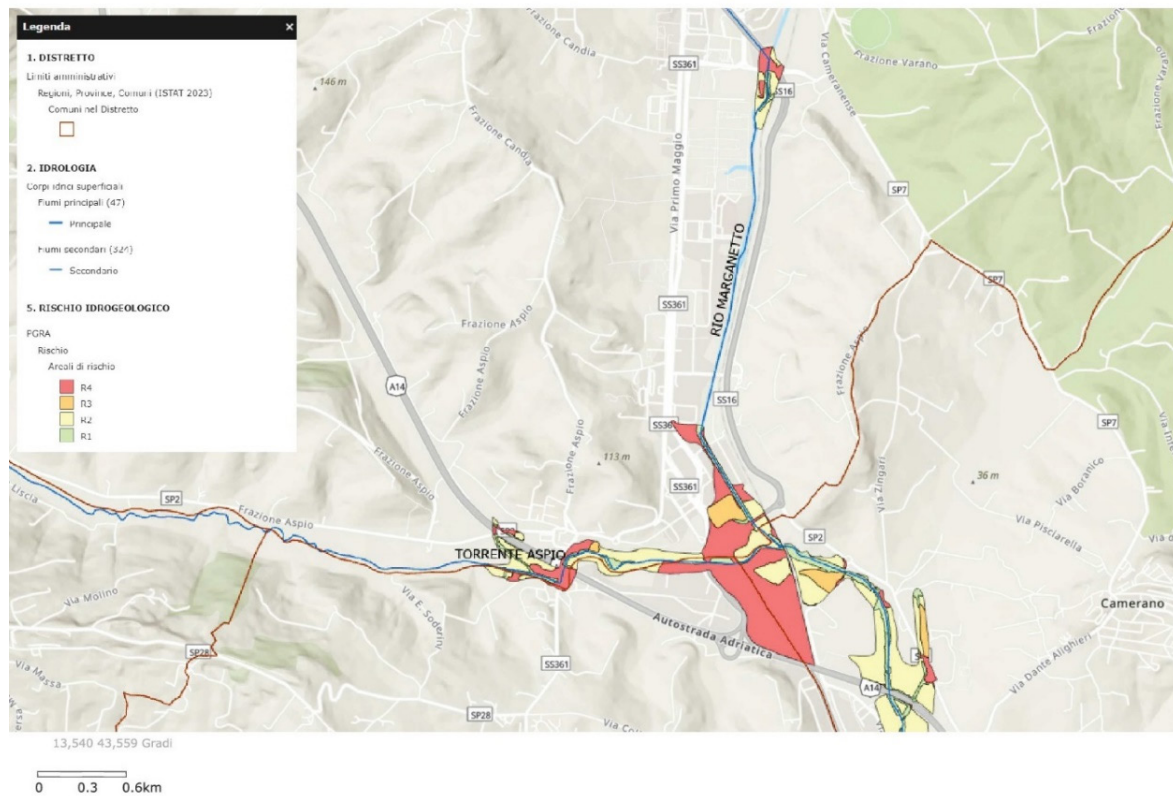 Legenda ×
1. DISTRETTO
Limiti amministrativi
Regioni, Province, Comuni (ISTAT 2023)
Comuni nel Distretto
2. IDROLOGIA
Corpi idrici superficiali
Fiumi principali (47)
Principale
Fiumi secondari (324)
Secondario
5. RISCHIO IDROGEOLOGICO
PGRA
Rischio
Areali di rischio
R4
R3
R2
R1
Frazione Candia
SS361
146 m
Frazione Candia
Via Cameranense
Frazione Varano
Frazione Varano
SS16
Via Primo Maggio
SP7
SP7
RIO MARGANETTO
SS361
Frazione Aspio
Frazione Aspio
A14
SS16
SP7
Frazione Aspio
SS36
113 m
Frazione Aspio
SS361
Via Zingari
36 m
Via Boranico
Via Pisciarella
Liscia
SP2
Frazione Aspio
SP2
TORRENTE ASPIO
Via Molino
Via E. Soderini
Camerano
Autostrada Adriatica
SP28
SS361
Via Massa
Via Dante Alighieri
A14
SP28
13,540 43,559 Gradi
0 0.3 0.6km